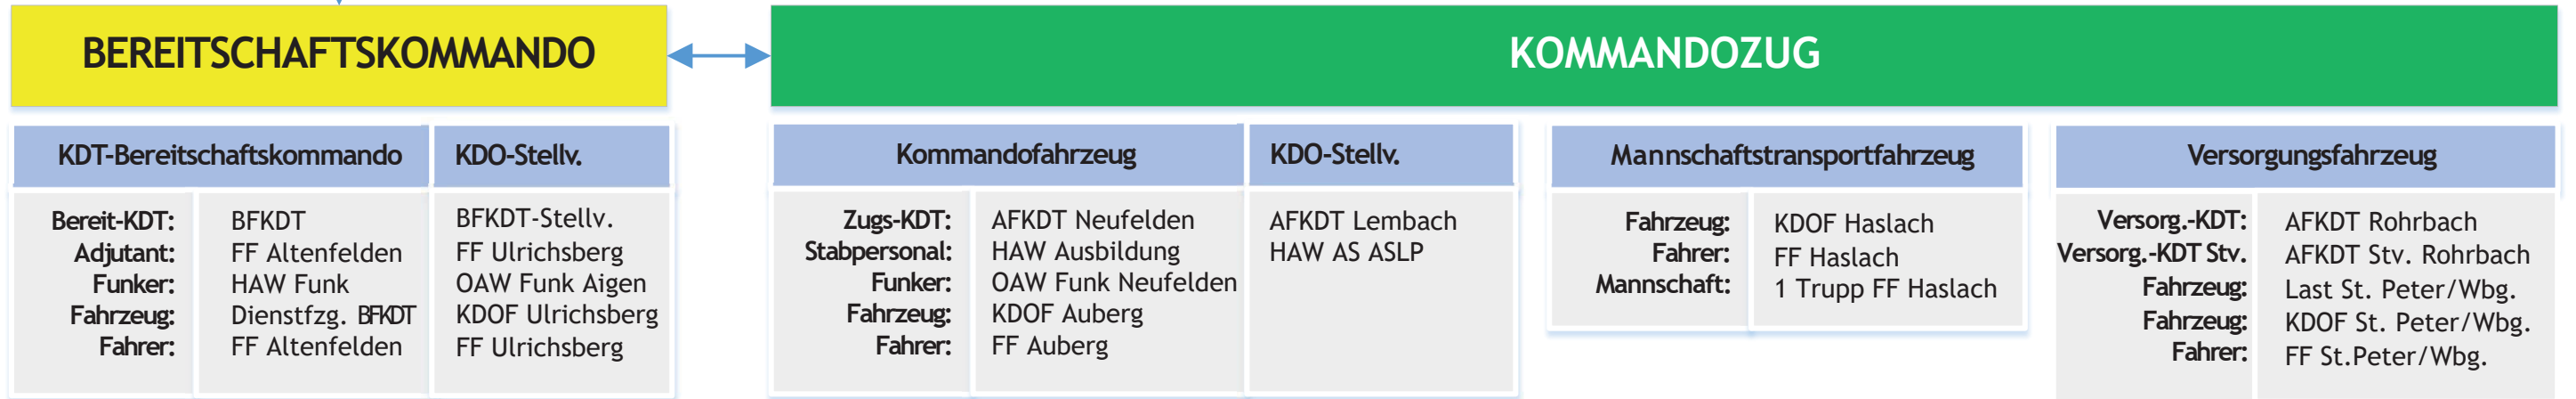 BEREITSCHAFTSKOMMANDO
KOMMANDOZUG
KDT-Bereitschaftskommando KDO-Stellv.
Bereit-KDT: BFKDT BFKDT-Stellv.
Adjutant: FF Altenfelden FF Ulrichsberg
Funker: HAW Funk OAW Funk Aigen
Fahrzeug: Dienstfzg. BFKDT KDOF Ulrichsberg
Fahrer: FF Altenfelden FF Ulrichsberg
Kommandofahrzeug KDO-Stellv.
Zugs-KDT: AFKDT Neufelden AFKDT Lembach
Stabpersonal: HAW Ausbildung HAW AS ASLP
Funker: OAW Funk Neufelden
Fahrzeug: KDOF Auberg
Fahrer: FF Auberg
Mannschaftstransportfahrzeug
Fahrzeug: KDOF Haslach
Fahrer: FF Haslach
Mannschaft: 1 Trupp FF Haslach
Versorgungsfahrzeug
Versorg.-KDT: AFKDT Rohrbach
Versorg.-KDT Stv. AFKDT Stv. Rohrbach
Fahrzeug: Last St. Peter/Wbg.
Fahrzeug: KDOF St. Peter/Wbg.
Fahrer: FF St.Peter/Wbg.